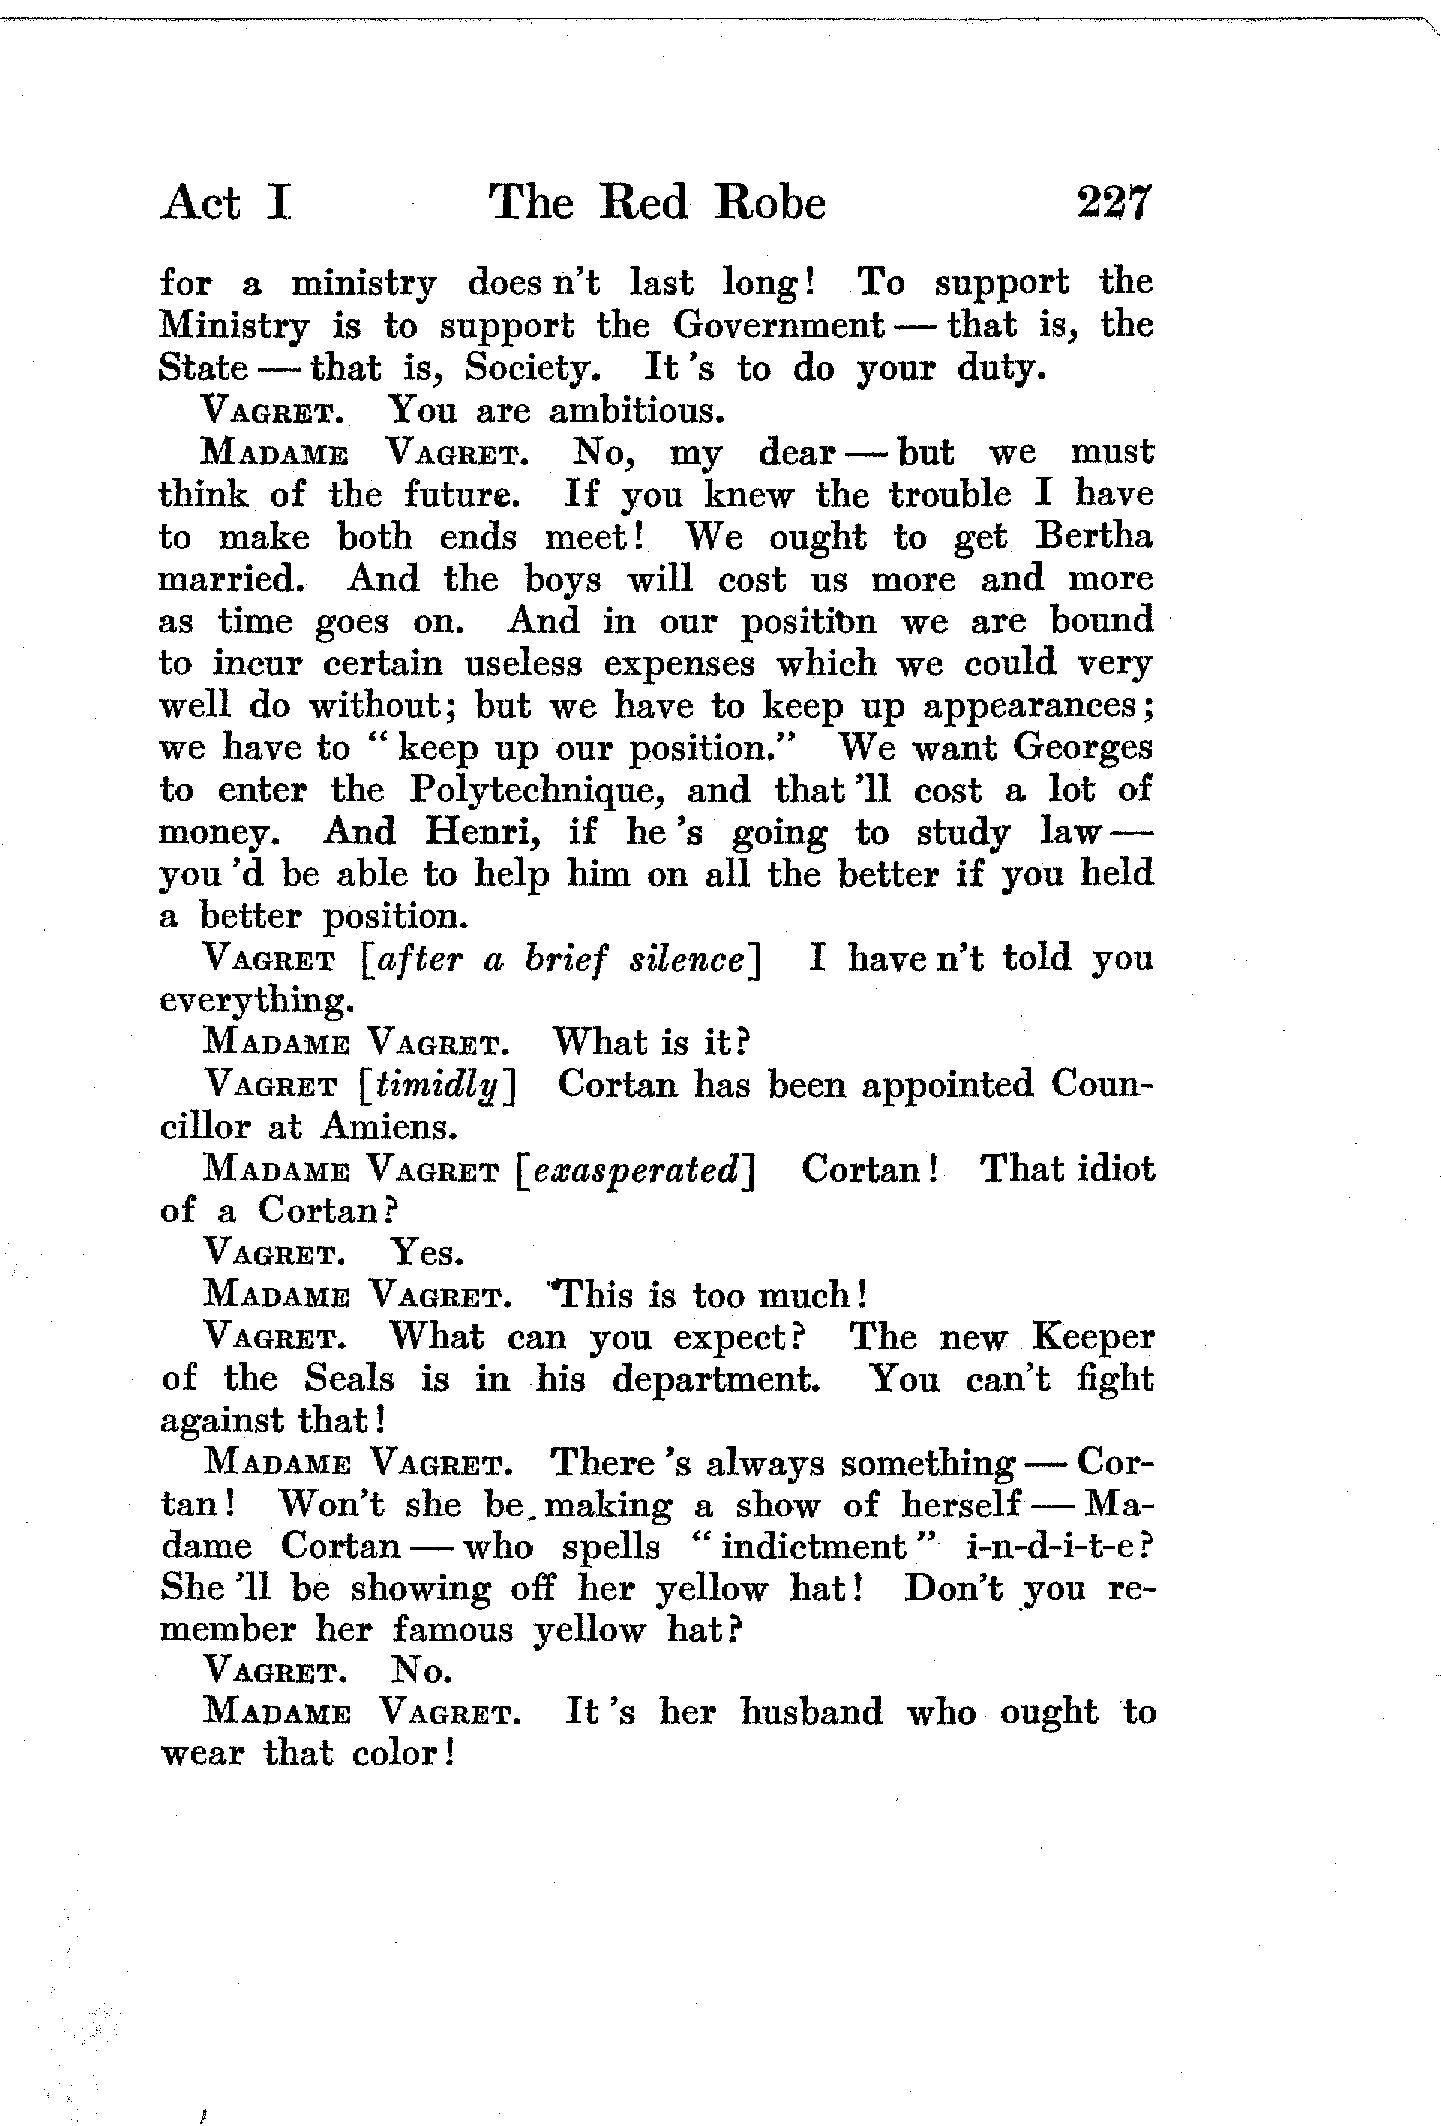 Act I The Red Robe 227
for a ministry does n't last long! To support the
Ministry is to support the Government — that is, the
State — that is, Society. It 's to do your duty.
VAGRET. You are ambitious.
MADAME VAGRET. No, my dear — but we must
think of the future. If you knew the trouble I have
to make both ends meet! We ought to get Bertha
married. And the boys will cost us more and more
as time goes on. And in our position we are bound
to incur certain useless expenses which we could very
well do without; but we have to keep up appearances;
we have to " keep up our position." We want Georges
to enter the Polytechnique, and that 'll cost a lot of
money. And Henri, if he 's going to study law —
you 'd be able to help him on all the better if you held
a better position.
VAGRET [after a brief silence] I have n't told you
everything.
MADAME VAGRET. What is it?
VAGRET [timidly] Cortan has been appointed Coun-
cillor at Amiens.
MADAME VAGRET [exasperated] Cortan! That idiot
of a Cortan?
VAGRET. Yes.
MADAME VAGRET. This is too much!
VAGRET. What can you expect? The new Keeper
of the Seals is in his department. You can't fight
against that!
MADAME VAGRET. There 's always something — Cor-
tan! Won't she be making a show of herself — Ma-
dame Cortan — who spells " indictment " i-n-d-i-t-e?
She 'll be showing off her yellow hat! Don't you re-
member her famous yellow hat?
VAGRET. No.
MADAME VAGRET. It 's her husband who ought to
wear that color!